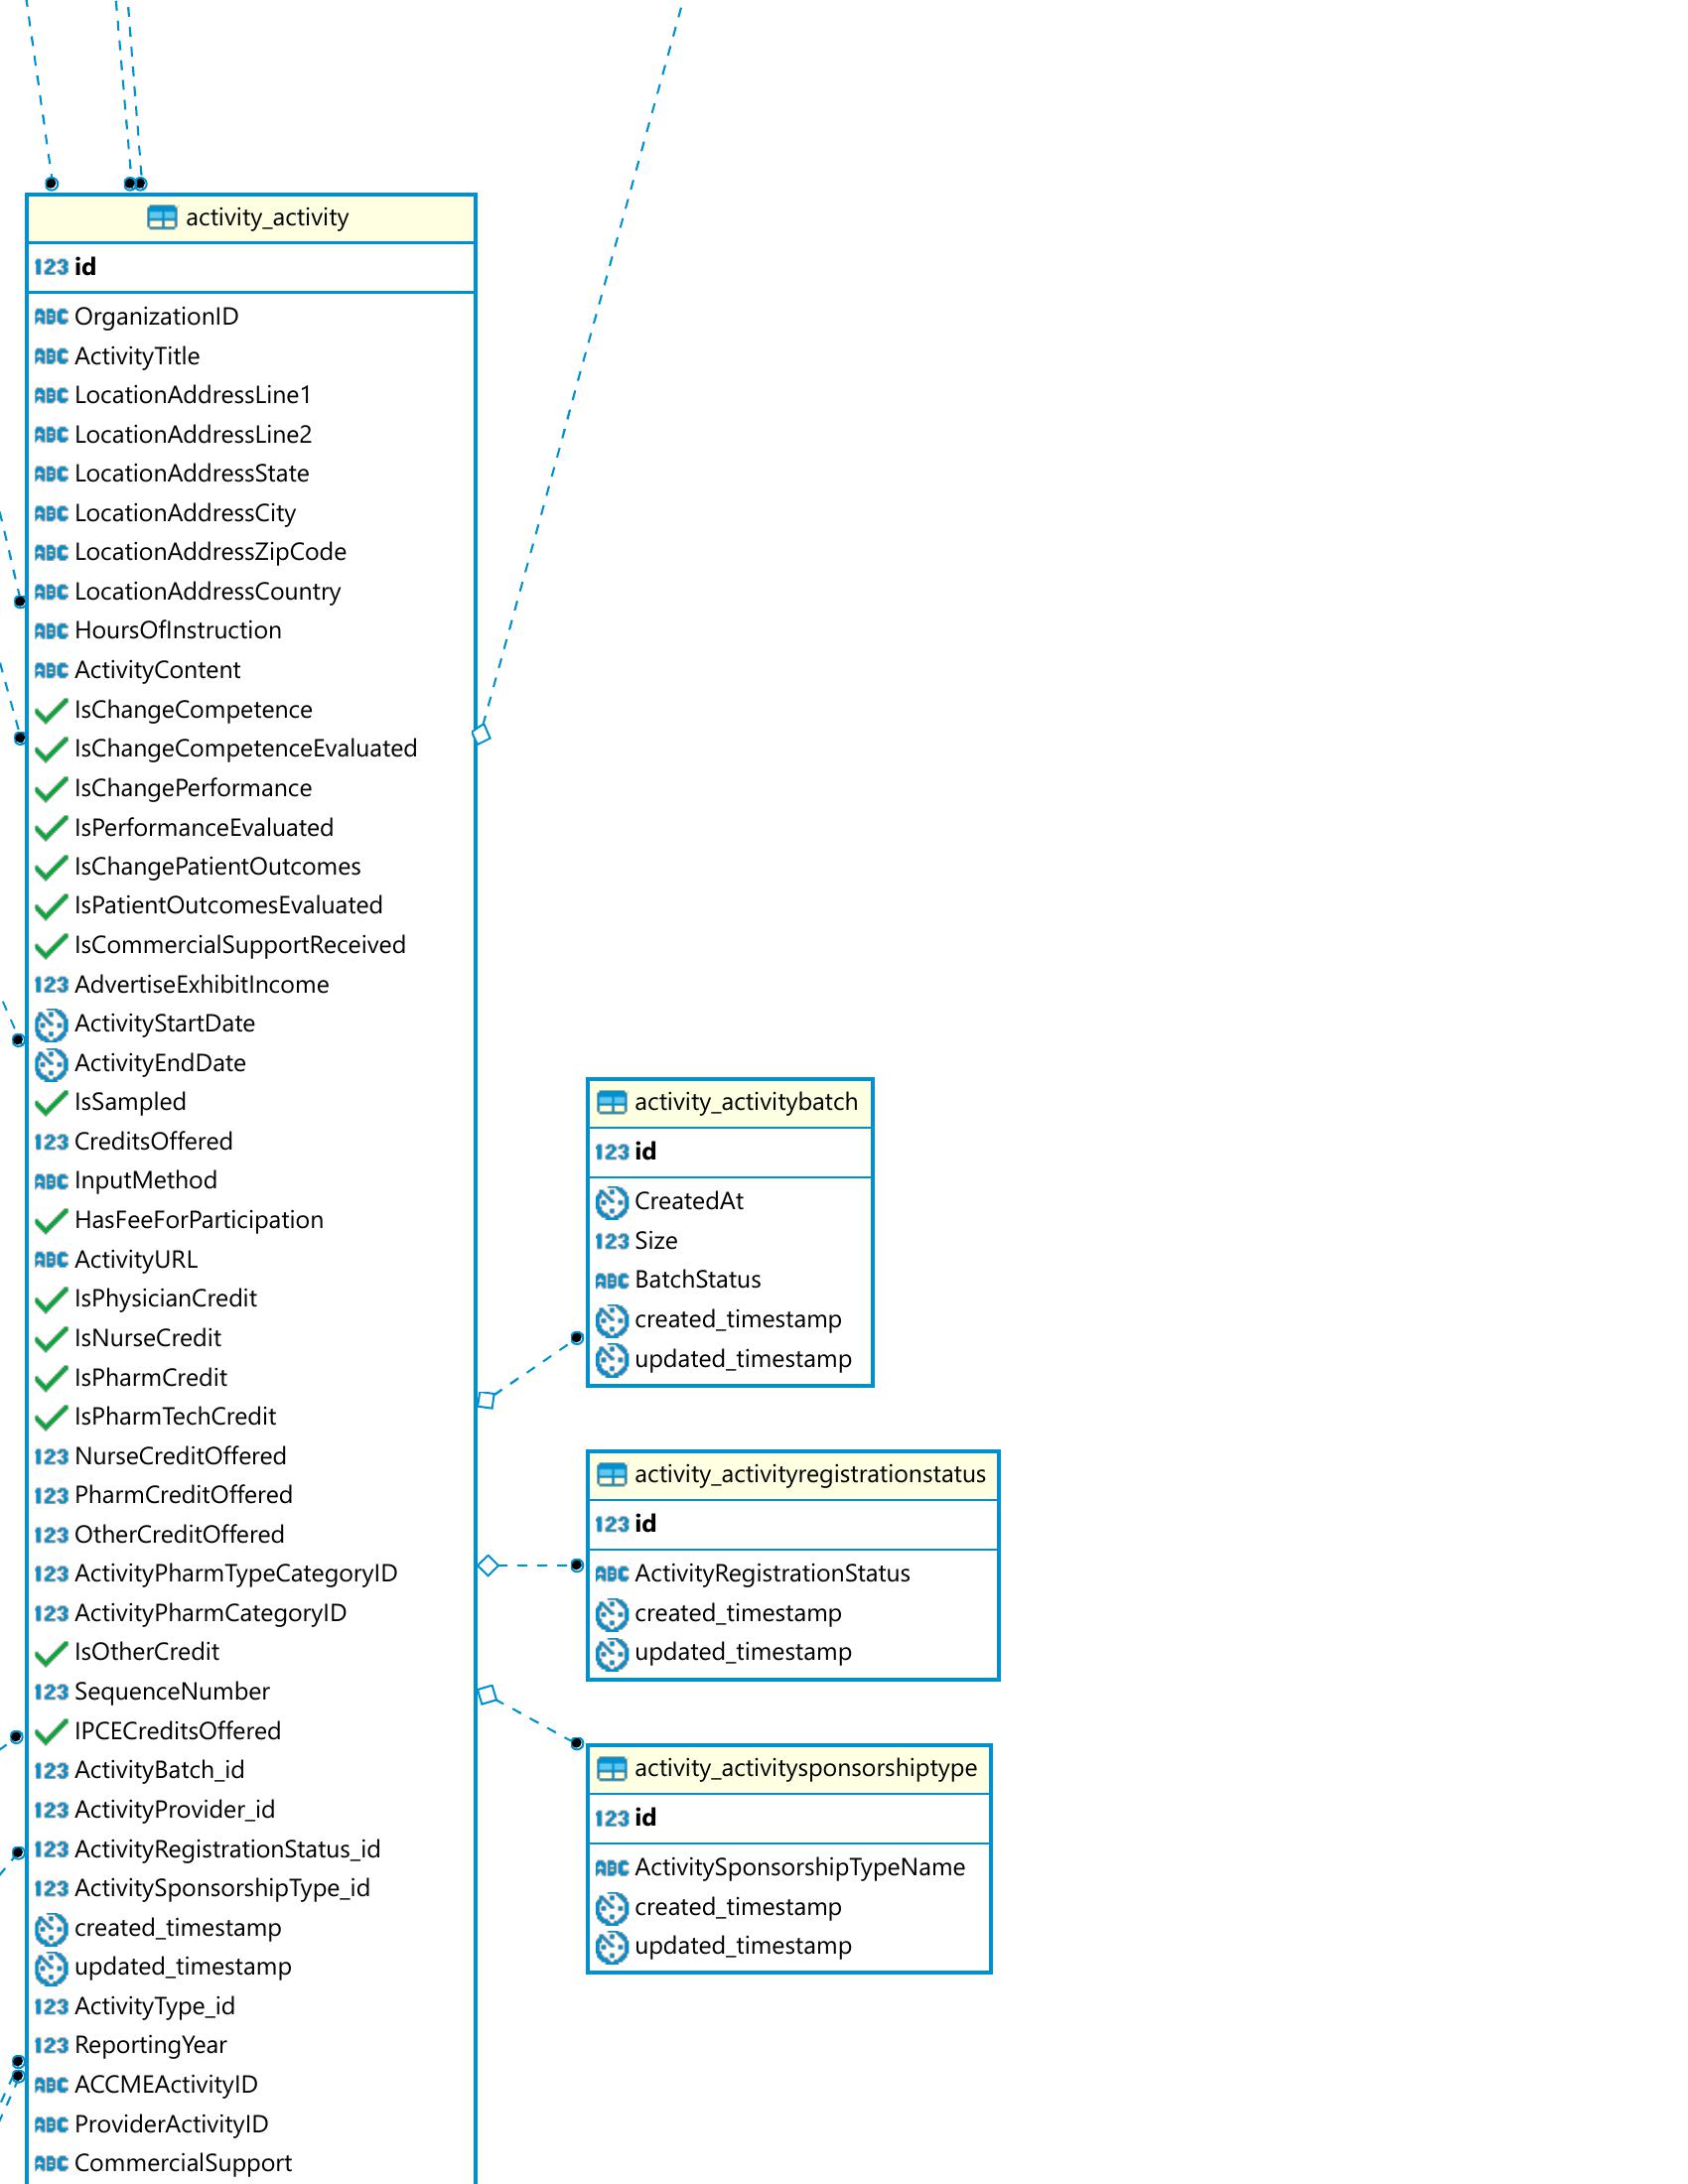 activity_activity
123 id
ABC OrganizationID
ABC ActivityTitle
ABC LocationAddressLine1
ABC LocationAddressLine2
ABC LocationAddressState
ABC LocationAddressCity
ABC LocationAddressZipCode
ABC LocationAddressCountry
ABC HoursOfInstruction
ABC ActivityContent
IsChangeCompetence
IsChangeCompetenceEvaluated
IsChangePerformance
IsPerformanceEvaluated
IsChangePatientOutcomes
IsPatientOutcomesEvaluated
IsCommercialSupportReceived
123 AdvertiseExhibitIncome
ActivityStartDate
ActivityEndDate
IsSampled
123 CreditsOffered
ABC InputMethod
HasFeeForParticipation
ABC ActivityURL
IsPhysicianCredit
IsNurseCredit
IsPharmCredit
IsPharmTechCredit
123 NurseCreditOffered
123 PharmCreditOffered
123 OtherCreditOffered
123 ActivityPharmTypeCategoryID
123 ActivityPharmCategoryID
IsOtherCredit
123 SequenceNumber
IPCECreditsOffered
123 ActivityBatch_id
123 ActivityProvider_id
123 ActivityRegistrationStatus_id
123 ActivitySponsorshipType_id
created_timestamp
updated_timestamp
123 ActivityType_id
123 ReportingYear
ABC ACCMEActivityID
ABC ProviderActivityID
ABC CommercialSupport
activity_activitybatch
123 id
CreatedAt
123 Size
ABC BatchStatus
created_timestamp
updated_timestamp
activity_activityregistrationstatus
123 id
ABC ActivityRegistrationStatus
created_timestamp
updated_timestamp
activity_activitysponsorshiptype
123 id
ABC ActivitySponsorshipTypeName
created_timestamp
updated_timestamp